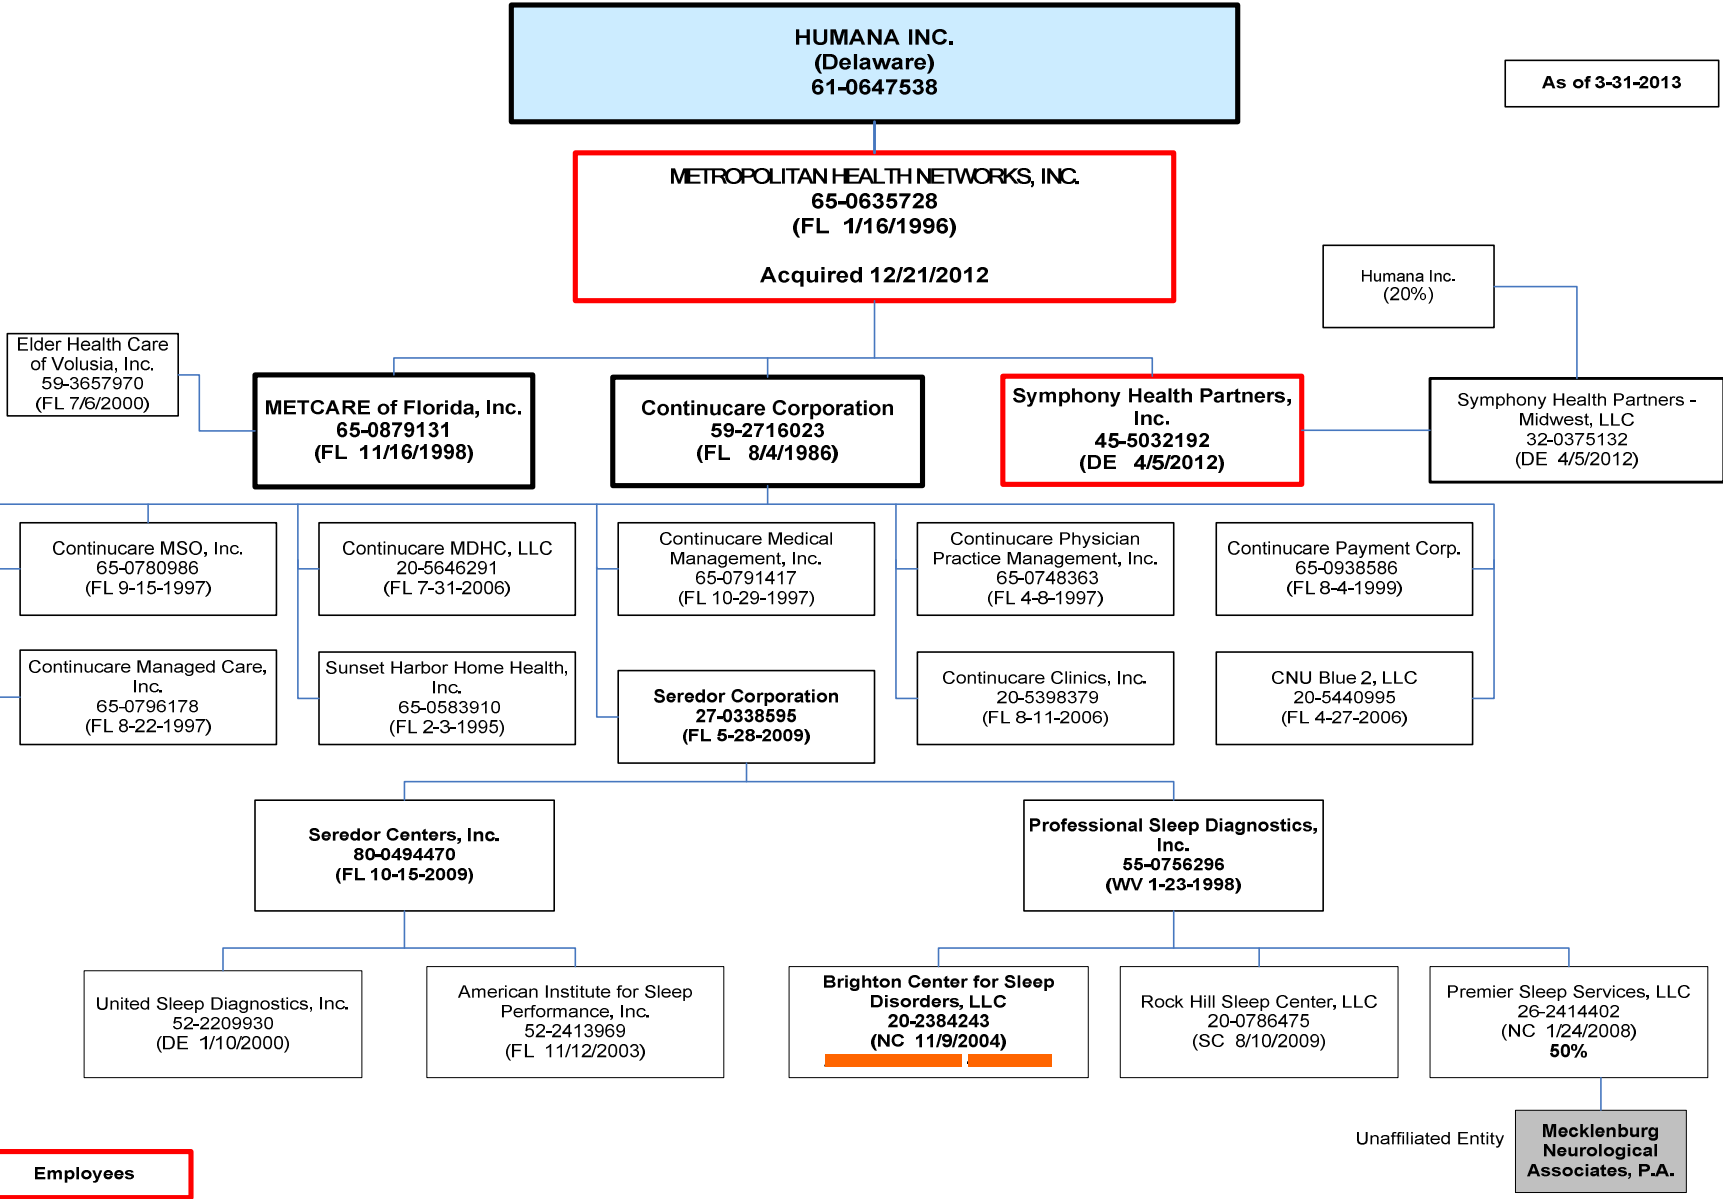 HUMANA INC.
(Delaware)
61-0647538
As of 3-31-2013
METROPOLITAN HEALTH NETWORKS, INC.
65-0635728
(FL 1/16/1996)
Acquired 12/21/2012
Humana Inc.
(20%)
Elder Health Care
of Volusia, Inc.
59-3657970
(FL 7/6/2000)
METCARE of Florida, Inc.
65-0879131
(FL 11/16/1998)
Continucare Corporation
59-2716023
(FL 8/4/1986)
Symphony Health Partners,
Inc.
45-5032192
(DE 4/5/2012)
Symphony Health Partners -
Midwest, LLC
32-0375132
(DE 4/5/2012)
Continucare MSO, Inc.
65-0780986
(FL 9-15-1997)
Continucare MDHC, LLC
20-5646291
(FL 7-31-2006)
Continucare Medical
Management, Inc.
65-0791417
(FL 10-29-1997)
Continucare Physician
Practice Management, Inc.
65-0748363
(FL 4-8-1997)
Continucare Payment Corp.
65-0938586
(FL 8-4-1999)
Continucare Managed Care,
Inc.
65-0796178
(FL 8-22-1997)
Sunset Harbor Home Health,
Inc.
65-0583910
(FL 2-3-1995)
Seredor Corporation
27-0338595
(FL 5-28-2009)
Continucare Clinics, Inc.
20-5398379
(FL 8-11-2006)
CNU Blue 2, LLC
20-5440995
(FL 4-27-2006)
Seredor Centers, Inc.
80-0494470
(FL 10-15-2009)
Professional Sleep Diagnostics,
Inc.
55-0756296
(WV 1-23-1998)
United Sleep Diagnostics, Inc.
52-2209930
(DE 1/10/2000)
American Institute for Sleep
Performance, Inc.
52-2413969
(FL 11/12/2003)
Brighton Center for Sleep
Disorders, LLC
20-2384243
(NC 11/9/2004)
Rock Hill Sleep Center, LLC
20-0786475
(SC 8/10/2009)
Premier Sleep Services, LLC
26-2414402
(NC 1/24/2008)
50%
Unaffiliated Entity
Mecklenburg
Neurological
Associates, P.A.
Employees